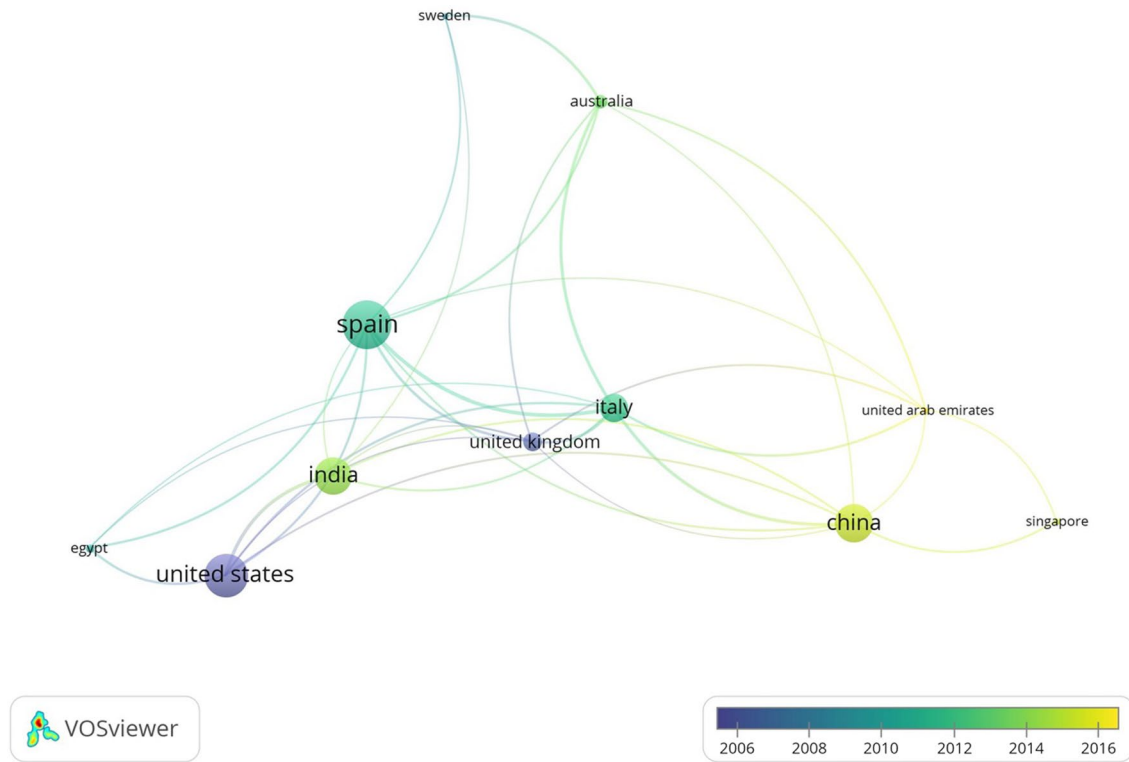 sweden
australia
spain
italy
united arab emirates
united kingdom
india
china
singapore
egypt
united states
VOSviewer
2006 2008 2010 2012 2014 2016